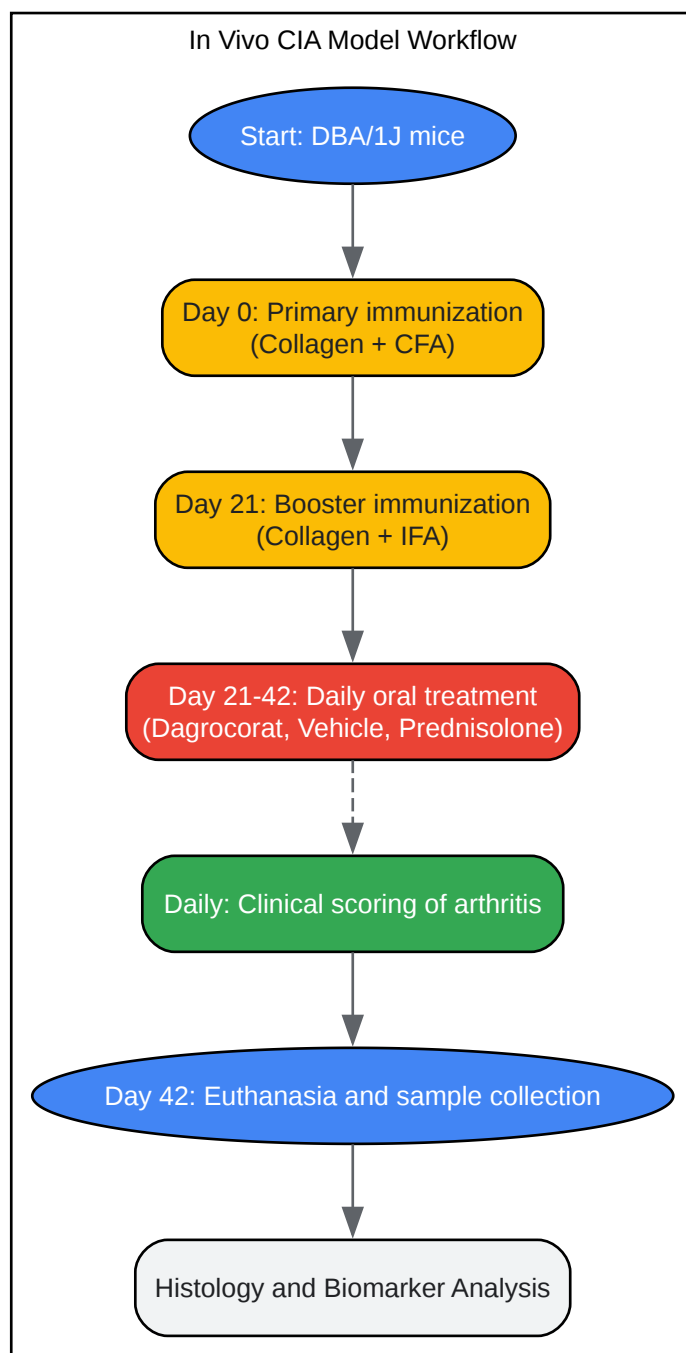 In Vivo CIA Model Workflow
Start: DBA/1J mice
Day 0: Primary immunization
(Collagen + CFA)
Day 21: Booster immunization
(Collagen + IFA)
Day 21-42: Daily oral treatment
(Dagrocorat, Vehicle, Prednisolone)
Daily: Clinical scoring of arthritis
Day 42: Euthanasia and sample collection
Histology and Biomarker Analysis